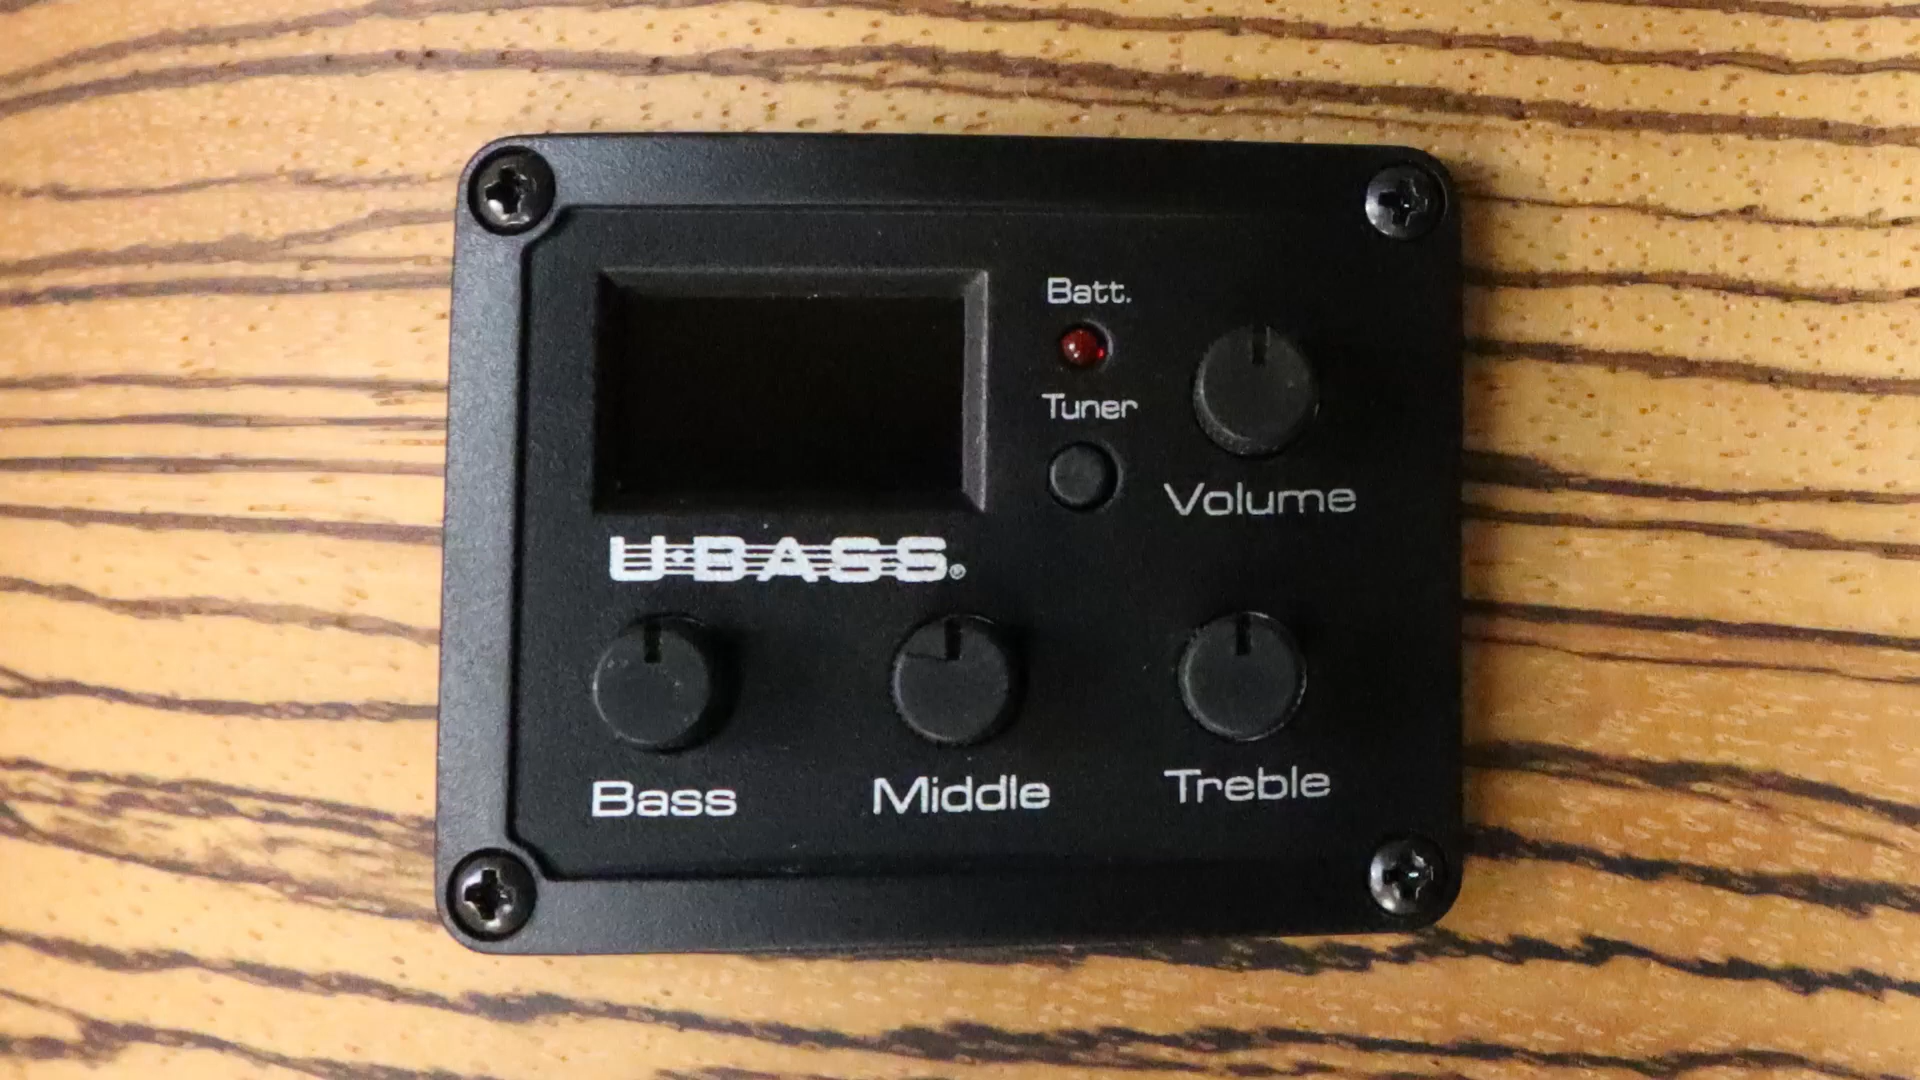 Batt.
Tuner
Volume
U•BASS®
Bass
Middle
Treble